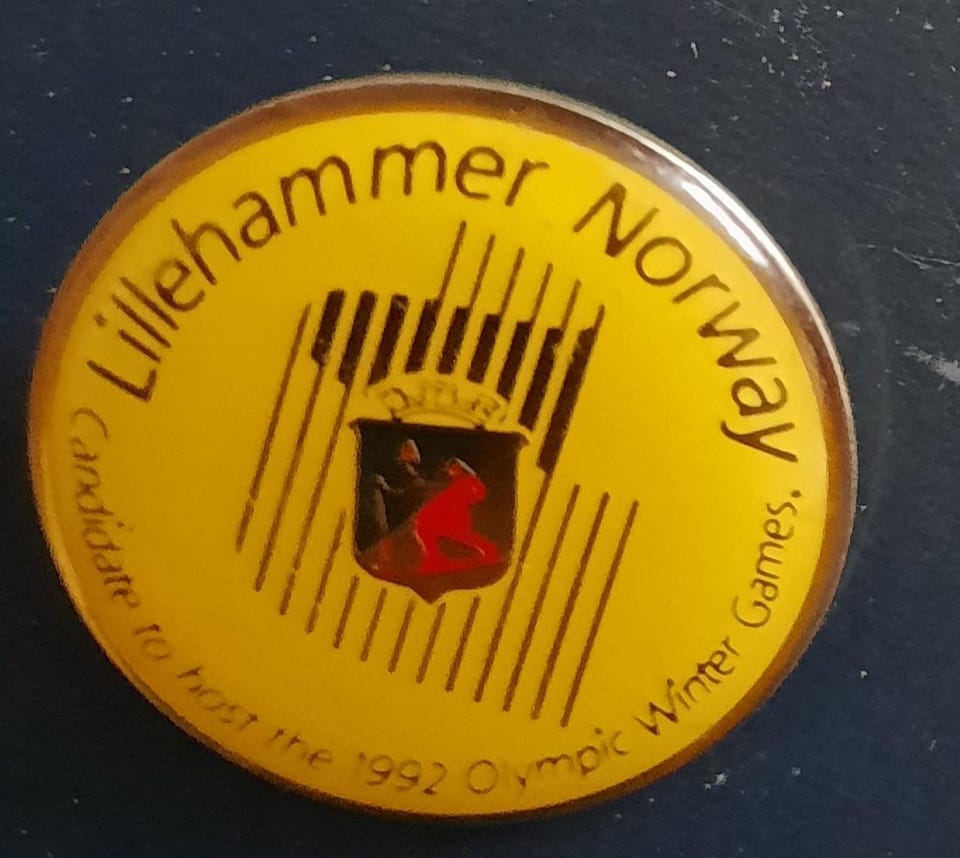 Lillehammer Norway
Candidate to host the 1992 Olympic Winter Games.